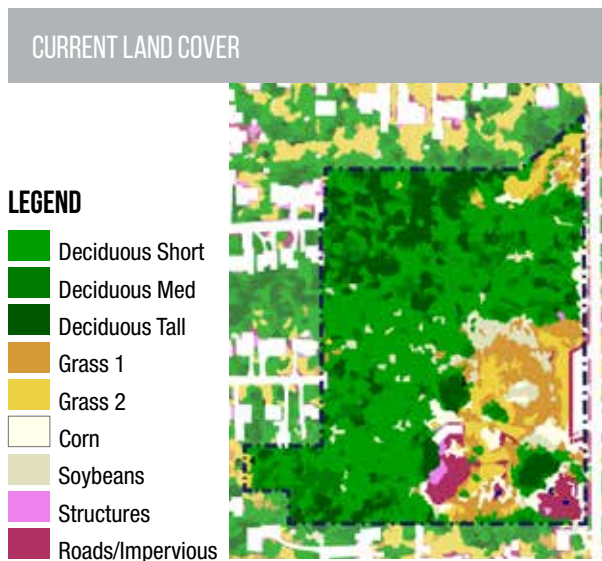 CURRENT LAND COVER
LEGEND
Deciduous Short
Deciduous Med
Deciduous Tall
Grass 1
Grass 2
Corn
Soybeans
Structures
Roads/Impervious